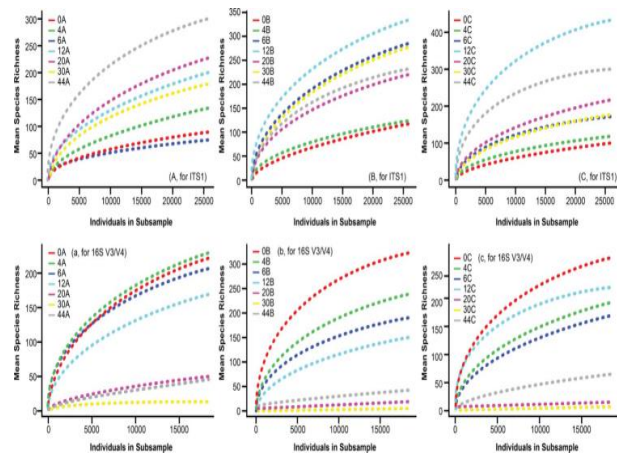 0A
4A
6A
12A
20A
30A
44A
300
250
200
150
100
50
0
Mean Species Richness
0 5000 10000 15000 20000 25000
Individuals in Subsample
(A, for ITS1)
0B
4B
6B
12B
20B
30B
44B
350
300
250
200
150
100
50
0
Mean Species Richness
0 5000 10000 15000 20000 25000
Individuals in Subsample
(B, for ITS1)
0C
4C
6C
12C
20C
30C
44C
400
300
200
100
0
Mean Species Richness
0 5000 10000 15000 20000 25000
Individuals in Subsample
(C, for ITS1)
0A (a, for 16S V3/V4)
4A
6A
12A
20A
30A
44A
200
150
100
50
0
Mean Species Richness
0 5000 10000 15000
Individuals in Subsample
0B (b, for 16S V3/V4)
4B
6B
12B
20B
30B
44B
300
250
200
150
100
50
0
Mean Species Richness
0 5000 10000 15000
Individuals in Subsample
0C (c, for 16S V3/V4)
4C
6C
12C
20C
30C
44C
250
200
150
100
50
0
Mean Species Richness
0 5000 10000 15000
Individuals in Subsample